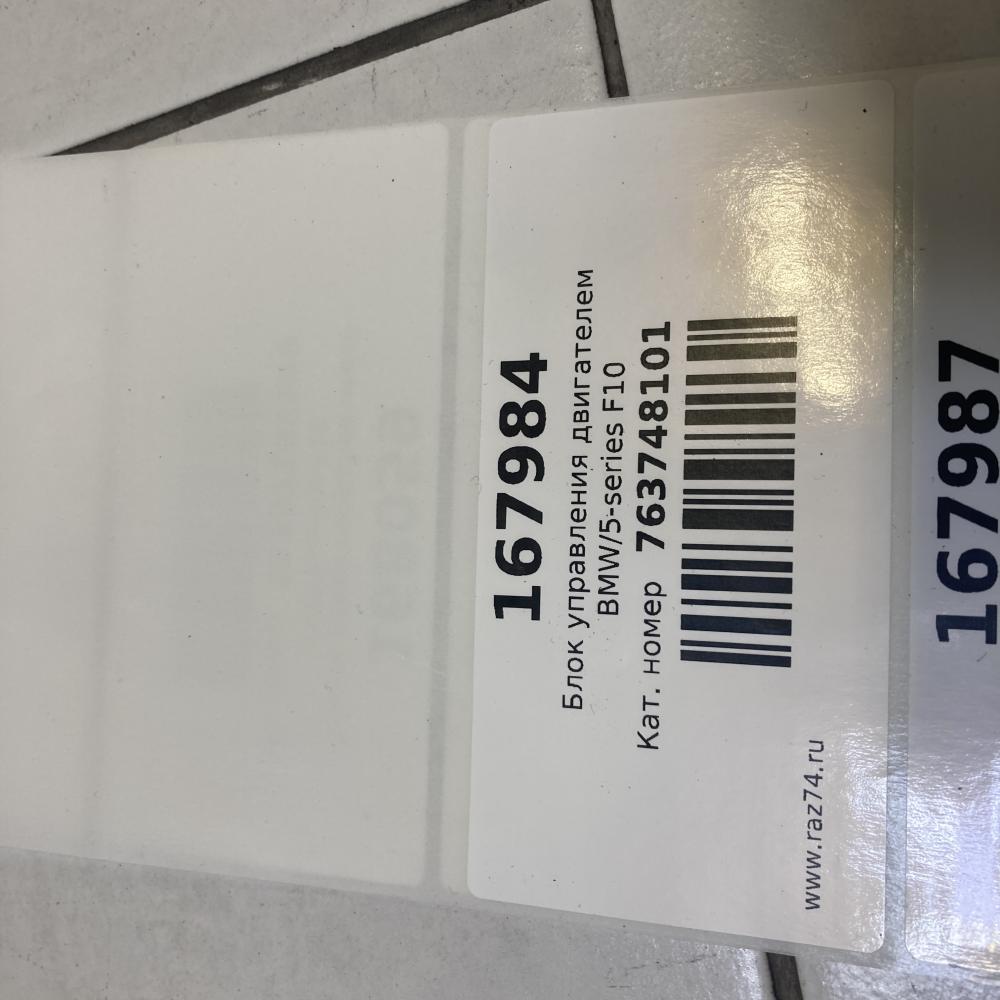 167984
Блок управления двигателем
BMW/5-series F10
Кат. номер 763748101
www.raz74.ru
167987